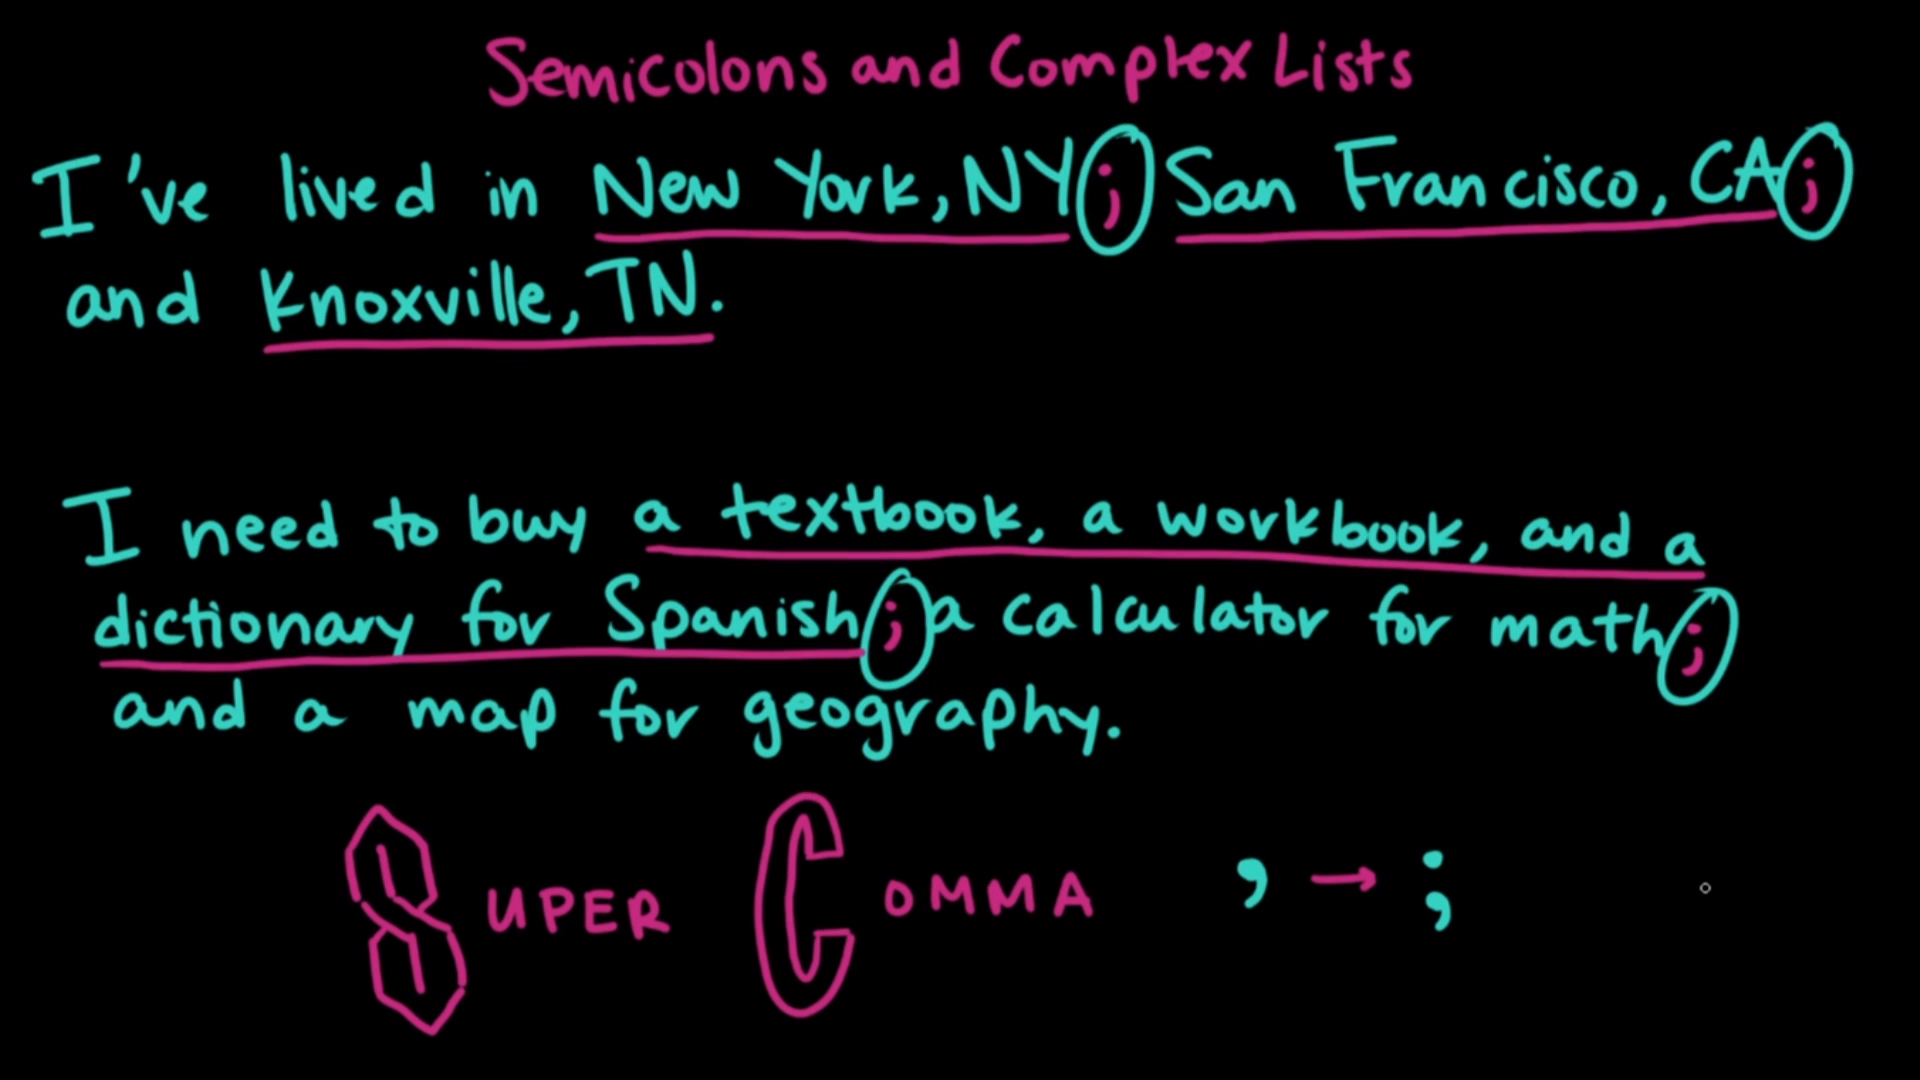 Semicolons and Complex Lists
I've lived in New York, NY; San Francisco, CA;
and Knoxville, TN.
I need to buy a textbook, a workbook, and a
dictionary for Spanish; a calculator for math;
and a map for geography.
SUPER COMMA , → ;